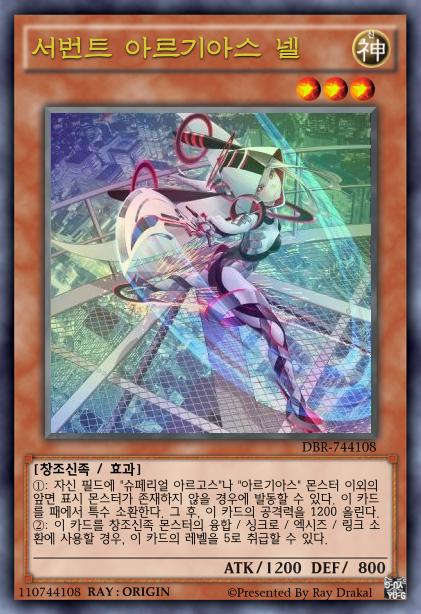 서번트 아르기아스 넬
신
神
DBR-744108
[창조신족 / 효과]
①: 자신 필드에 "슈페리얼 아르고스"나 "아르기아스" 몬스터 이외의
앞면 표시 몬스터가 존재하지 않을 경우에 발동할 수 있다. 이 카드
를 패에서 특수 소환한다. 그 후, 이 카드의 공격력을 1200 올린다.
②: 이 카드를 창조신족 몬스터의 융합 / 싱크로 / 엑시즈 / 링크 소
환에 사용할 경우, 이 카드의 레벨을 5로 취급할 수 있다.
ATK/1200 DEF/ 800
110744108 RAY : ORIGIN ©Presented By Ray Drakal